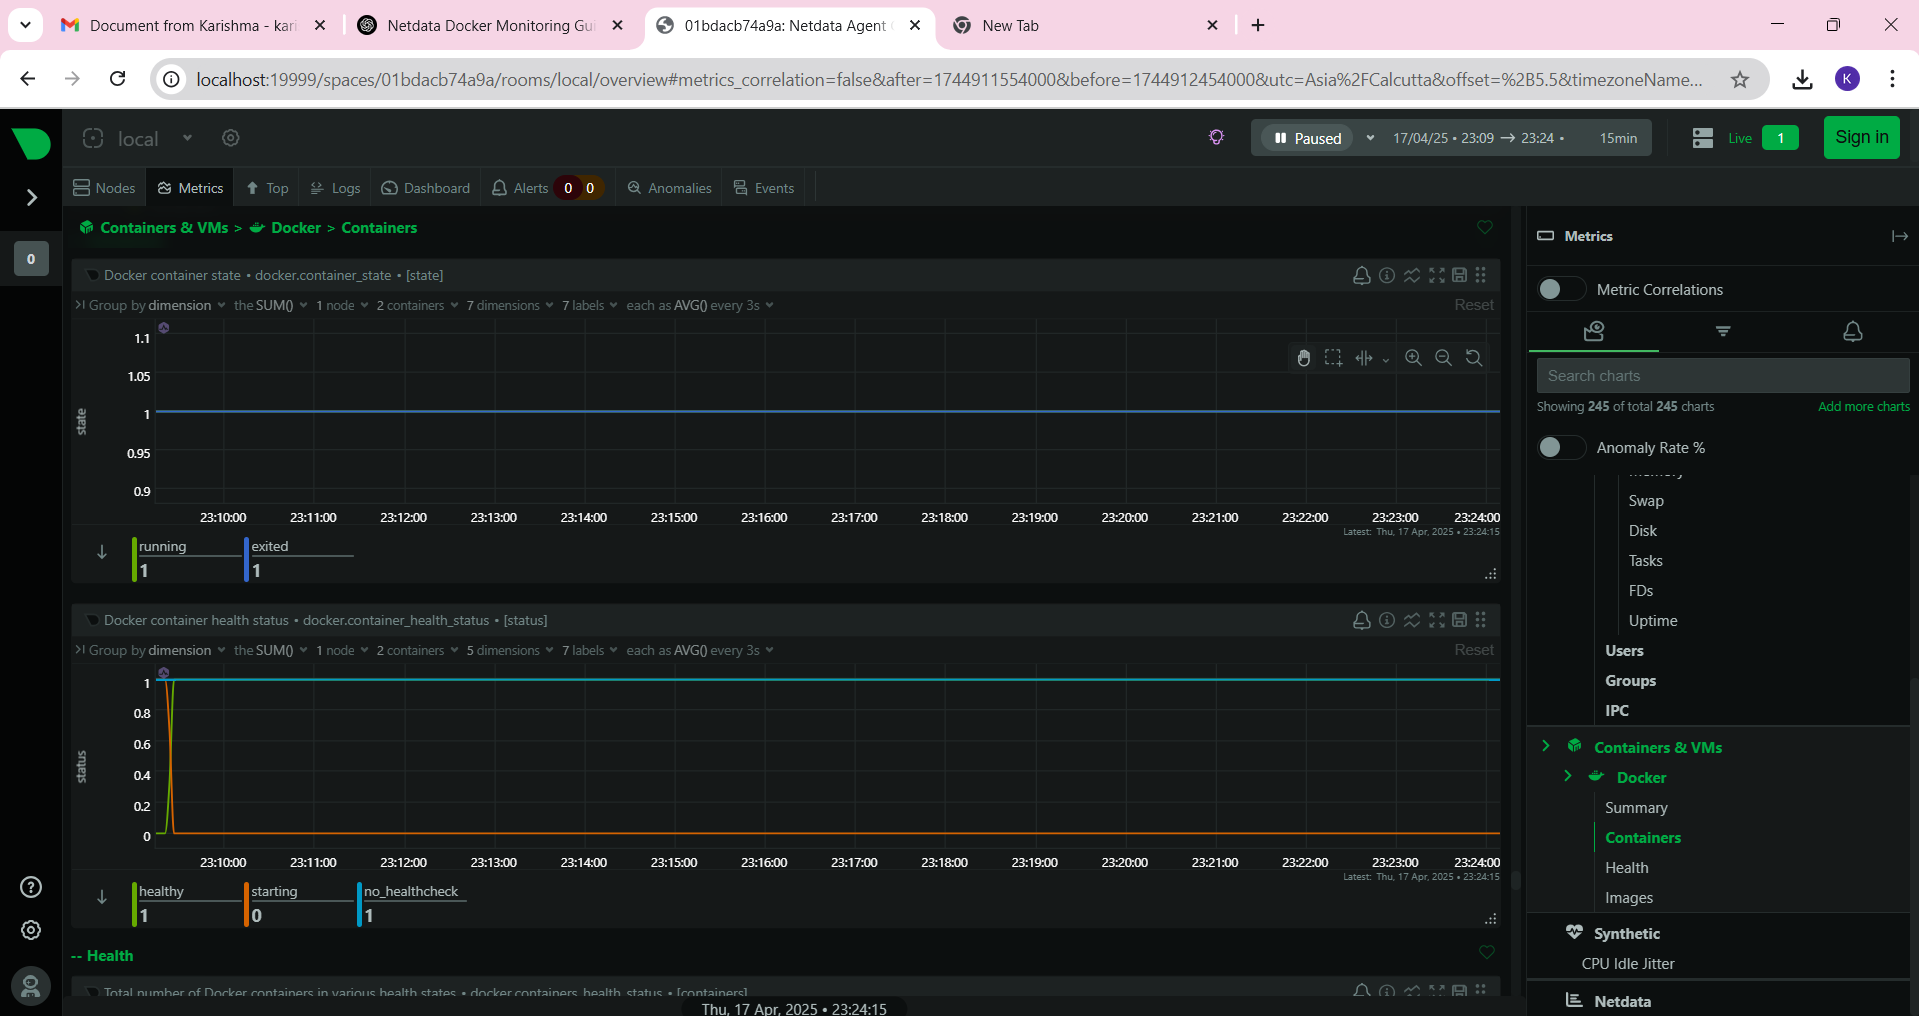 Document from Karishma - kari
Netdata Docker Monitoring Gui
01bdacb74a9a: Netdata Agent
New Tab
localhost:19999/spaces/01bdacb74a9a/rooms/local/overview#metrics_correlation=false&after=1744911554000&before=1744912454000&utc=Asia%2FCalcutta&offset=%2B5.5&timezoneName...
K
local
Paused
17/04/25 • 23:09 → 23:24 •
15min
Live
1
Sign in
Nodes
Metrics
Top
Logs
Dashboard
Alerts
0
0
Anomalies
Events
0
Containers & VMs > Docker > Containers
Docker container state • docker.container_state • [state]
Group by dimension the SUM() 1 node 2 containers 7 dimensions 7 labels each as AVG() every 3s
Reset
state
1.1
1.05
1
0.95
0.9
23:10:00 23:11:00 23:12:00 23:13:00 23:14:00 23:15:00 23:16:00 23:17:00 23:18:00 23:19:00 23:20:00 23:21:00 23:22:00 23:23:00 23:24:00
Latest: Thu, 17 Apr, 2025 • 23:24:15
running
1
exited
1
Docker container health status • docker.container_health_status • [status]
Group by dimension the SUM() 1 node 2 containers 5 dimensions 7 labels each as AVG() every 3s
Reset
status
1
0.8
0.6
0.4
0.2
0
23:10:00 23:11:00 23:12:00 23:13:00 23:14:00 23:15:00 23:16:00 23:17:00 23:18:00 23:19:00 23:20:00 23:21:00 23:22:00 23:23:00 23:24:00
Latest: Thu, 17 Apr, 2025 • 23:24:15
healthy
1
starting
0
no_healthcheck
1
-- Health
Total number of Docker containers in various health states • docker.containers_health_status • [containers]
Thu, 17 Apr, 2025 • 23:24:15
Metrics
Metric Correlations
Search charts
Showing 245 of total 245 charts
Add more charts
Anomaly Rate %
Memory
Swap
Disk
Tasks
FDs
Uptime
Users
Groups
IPC
Containers & VMs
Docker
Summary
Containers
Health
Images
Synthetic
CPU Idle Jitter
Netdata